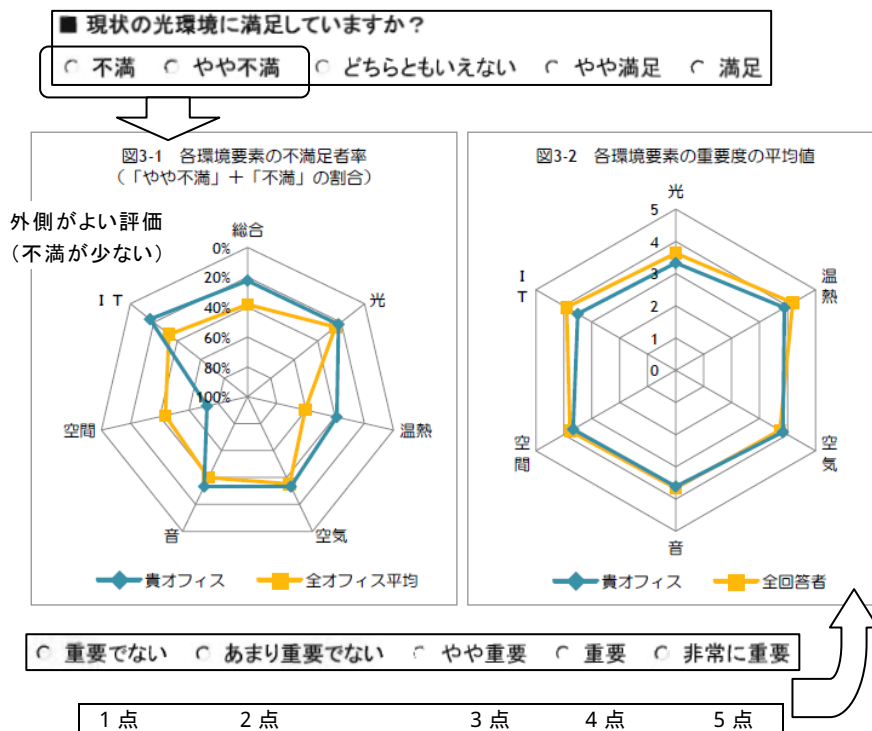 ■ 現状の光環境に満足していますか？
○ 不満 ○ やや不満 ○ どちらともいえない ○ やや満足 ○ 満足
図3-1 各環境要素の不満足者率
（「やや不満」＋「不満」の割合）
外側がよい評価
（不満が少ない）
総合
0%
20%
40%
60%
80%
100%
光
温熱
空気
音
空間
ＩＴ
貴オフィス 全オフィス平均
図3-2 各環境要素の重要度の平均値
光
5
4
3
2
1
0
温熱
空気
音
空間
ＩＴ
貴オフィス 全回答者
○ 重要でない ○ あまり重要でない ○ やや重要 ○ 重要 ○ 非常に重要
1 点 2 点 3 点 4 点 5 点